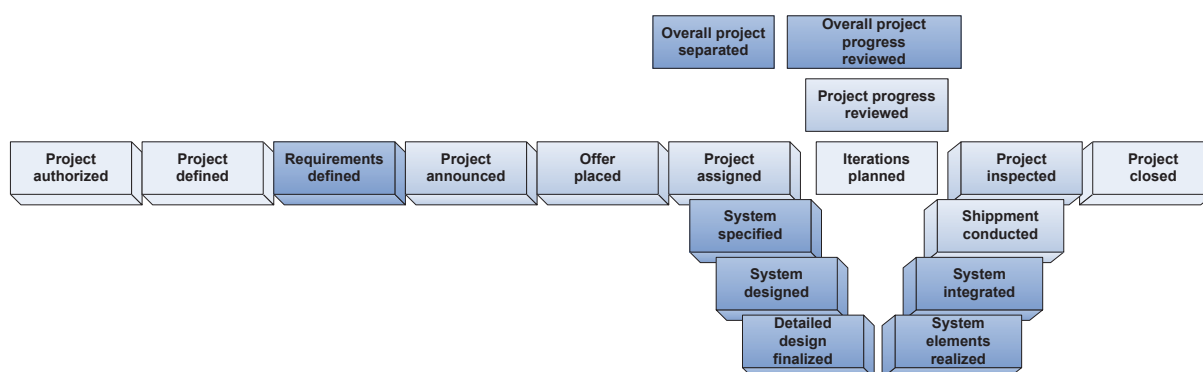 Overall project
separated
Overall project
progress
reviewed
Project progress
reviewed
Project
authorized
Project
defined
Requirements
defined
Project
announced
Offer
placed
Project
assigned
Iterations
planned
Project
inspected
Project
closed
System
specified
Shippment
conducted
System
designed
System
integrated
Detailed
design
finalized
System
elements
realized